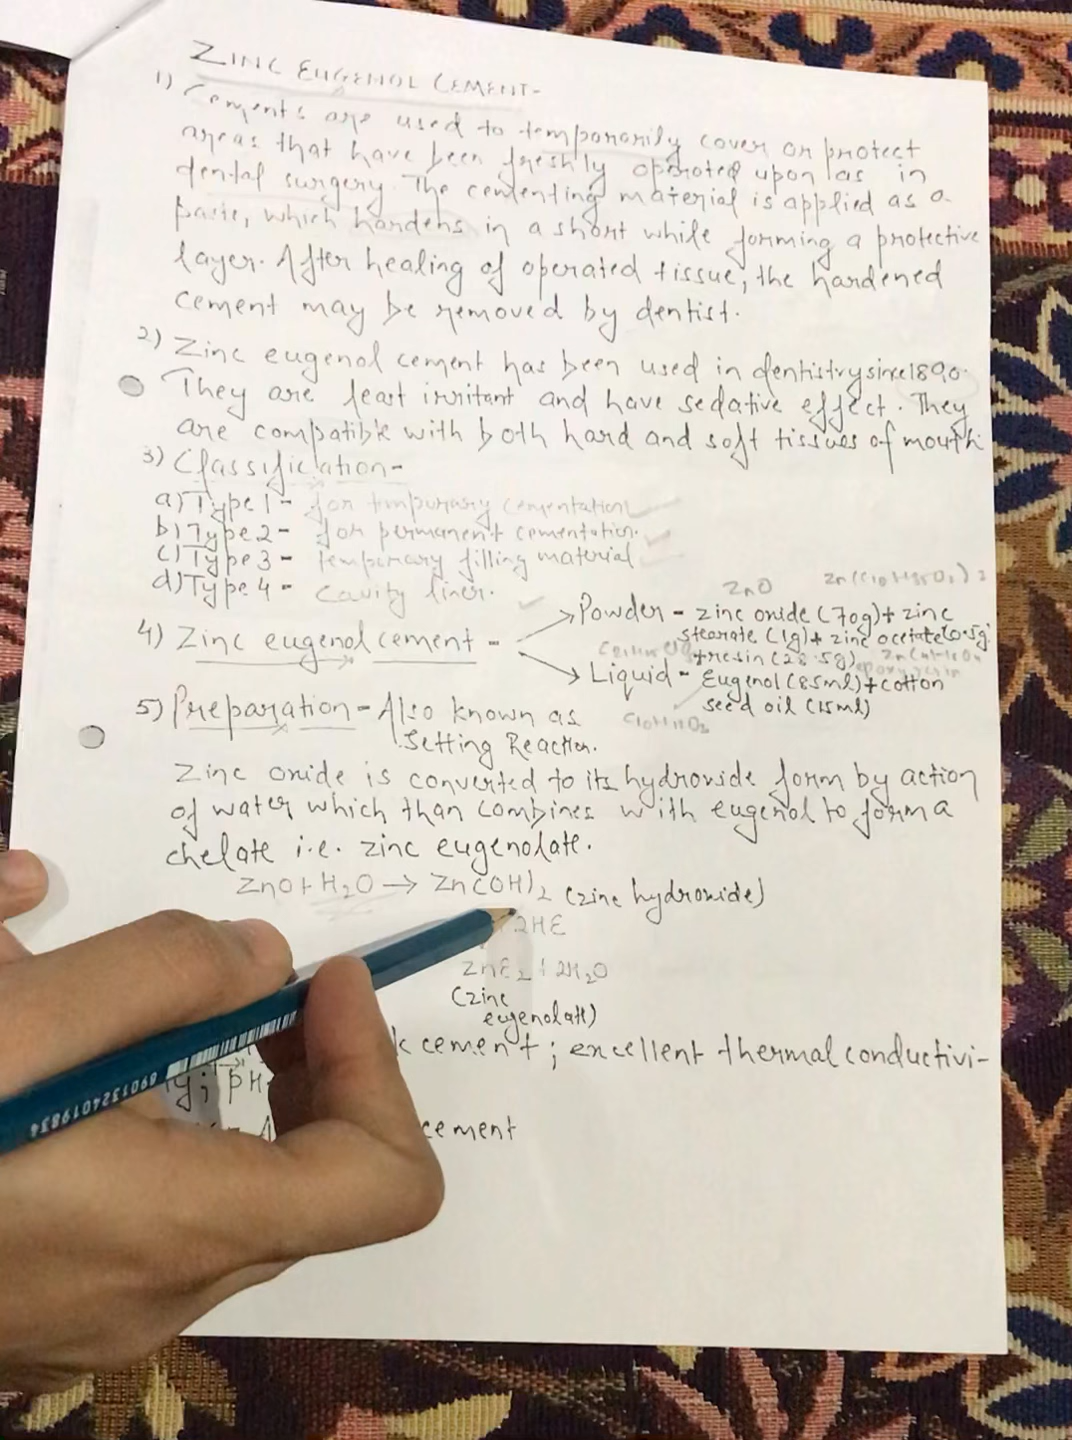 ZINC EUGENOL CEMENT-
1) Cements are used to temporarily cover or protect
areas that have been freshly operated upon as in
dental surgery. The cementing material is applied as a
paste, which hardens in a short while forming a protective
layer. After healing of operated tissue, the hardened
cement may be removed by dentist.
2) Zinc eugenol cement has been used in dentistry since 1890.
They are least irritant and have sedative effect. They
are compatible with both hard and soft tissues of mouth
3) Classification-
a) Type 1 - for temporary cementation
b) Type 2 - for permanent cementation.
c) Type 3 - temporary filling material
d) Type 4 - cavity liner.
ZnO
4) Zinc eugenol cement -
→ Powder - zinc oxide (70g) + zinc
stearate (1g) + zinc acetate (0.5g)
+ resin (28.5g)
epoxy resin
→ Liquid - Eugenol (85ml) + cotton
seed oil (15ml)
C10H12O2
5) Preparation - Also known as
Setting Reaction.
Zinc oxide is converted to its hydroxide form by action
of water which than combines with eugenol to form a
chelate i.e. zinc eugenolate.
ZnO + H2O → Zn(OH)2 (zinc hydroxide)
2HE
ZnE2 + 2H2O
(zinc
eugenolate)
cement; excellent thermal conductivi-
y; pH-
cement
8901324019834